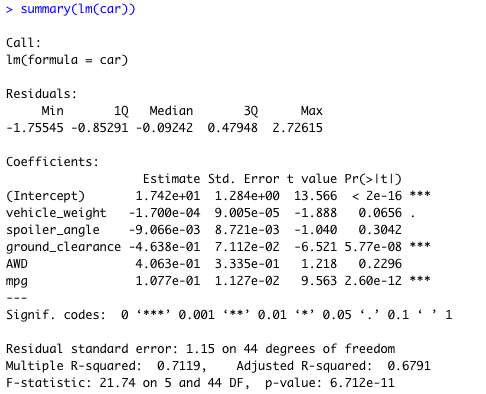 > summary(lm(car))
Call:
lm(formula = car)
Residuals:
     Min       1Q   Median       3Q      Max
-1.75545 -0.85291 -0.09242  0.47948  2.72615
Coefficients:
                   Estimate Std. Error t value Pr(>|t|)
(Intercept)       1.742e+01  1.284e+00  13.566  < 2e-16 ***
vehicle_weight   -1.700e-04  9.005e-05  -1.888   0.0656 .
spoiler_angle    -9.066e-03  8.721e-03  -1.040   0.3042
ground_clearance -4.638e-01  7.112e-02  -6.521 5.77e-08 ***
AWD               4.063e-01  3.335e-01   1.218   0.2296
mpg               1.077e-01  1.127e-02   9.563 2.60e-12 ***
---
Signif. codes:  0 ‘***’ 0.001 ‘**’ 0.01 ‘*’ 0.05 ‘.’ 0.1 ‘ ’ 1
Residual standard error: 1.15 on 44 degrees of freedom
Multiple R-squared:  0.7119,    Adjusted R-squared:  0.6791
F-statistic: 21.74 on 5 and 44 DF,  p-value: 6.712e-11